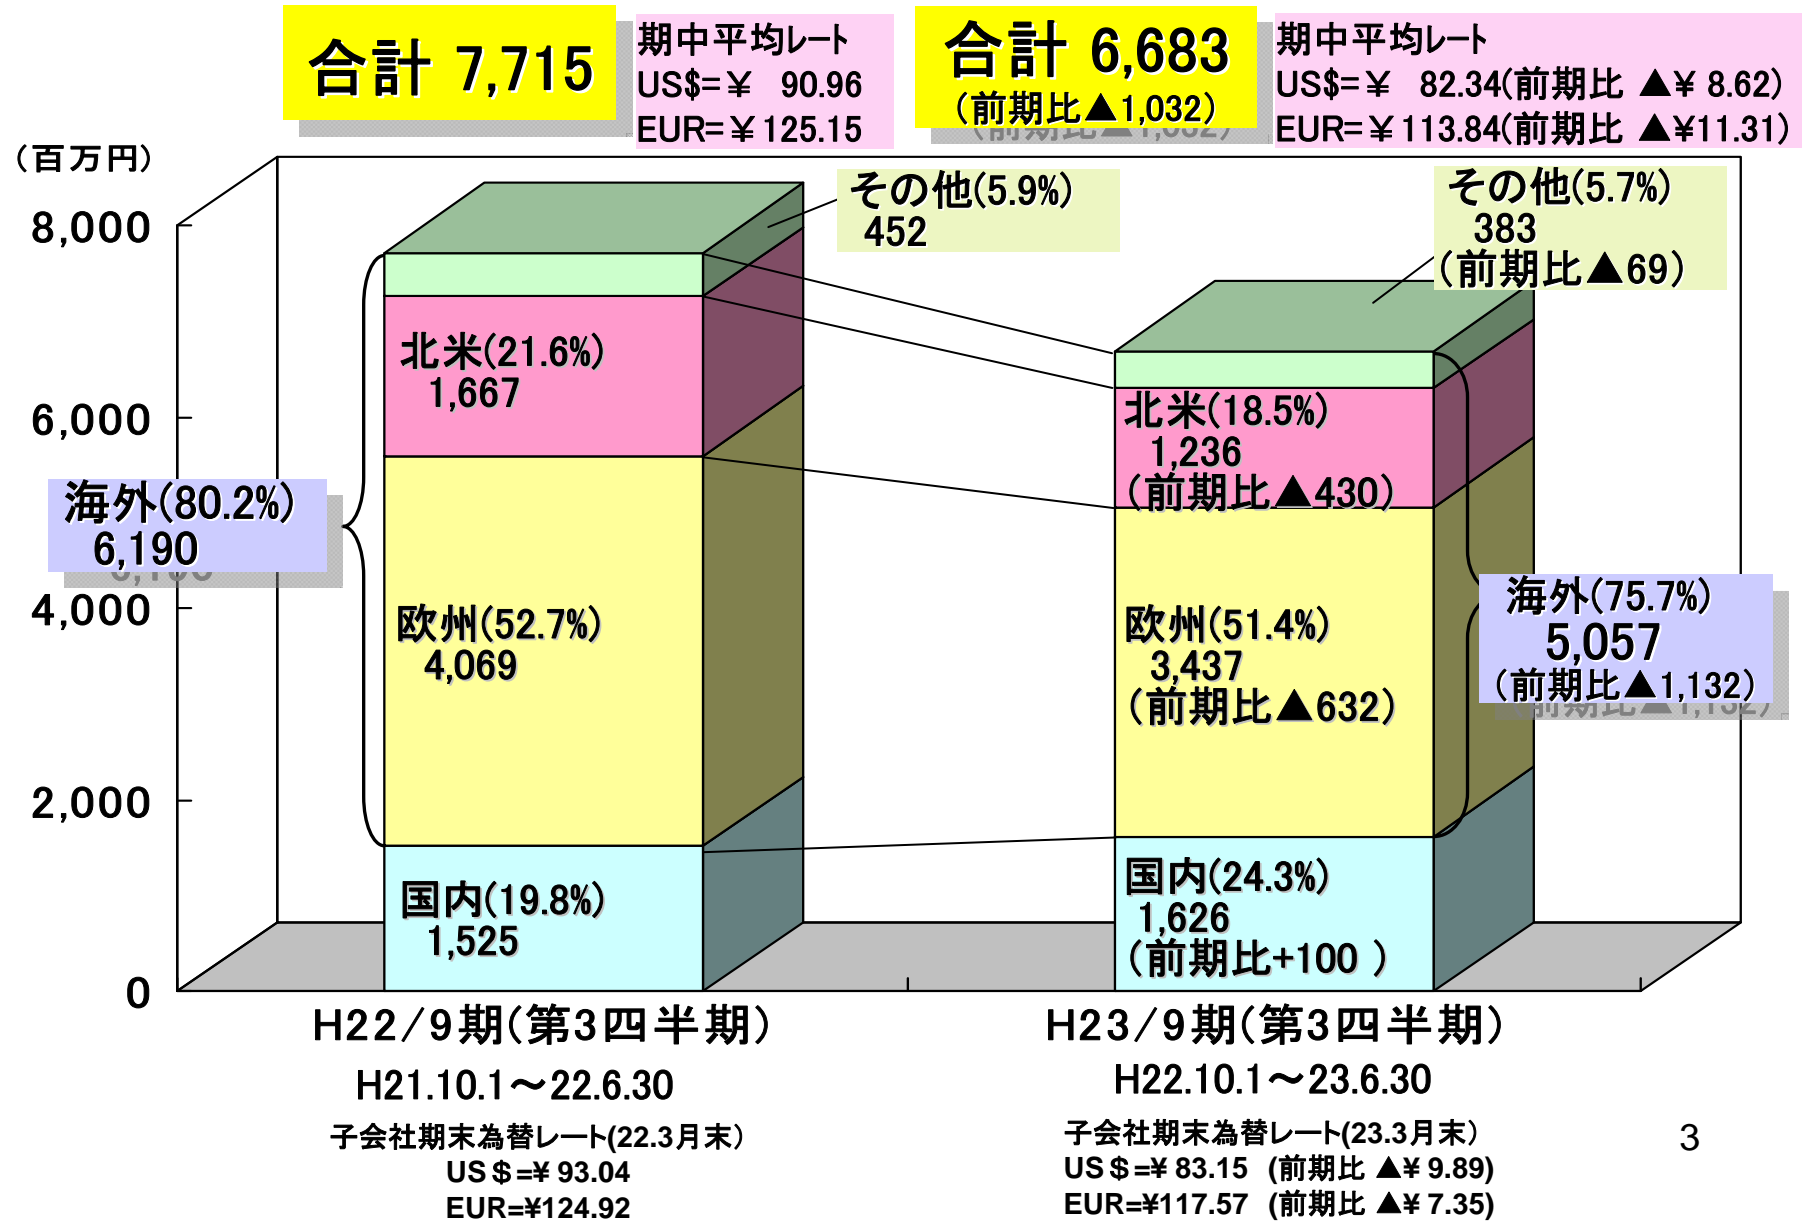 合計 7,715
期中平均レート
US$=￥ 90.96
EUR=￥125.15
合計 6,683
（前期比▲1,032）
期中平均レート
US$=￥ 82.34(前期比 ▲¥ 8.62)
EUR=￥113.84(前期比 ▲¥11.31)
（百万円）
8,000
6,000
4,000
2,000
0
その他(5.9%)
452
北米(21.6%)
1,667
海外(80.2%)
6,190
欧州(52.7%)
4,069
国内(19.8%)
1,525
その他(5.7%)
383
（前期比▲69）
北米(18.5%)
1,236
（前期比▲430）
欧州(51.4%)
3,437
（前期比▲632）
海外(75.7%)
5,057
（前期比▲1,132）
国内(24.3%)
1,626
（前期比+100 ）
H22/9期（第3四半期）
H21.10.1～22.6.30
子会社期末為替レート(22.3月末）
US＄=¥ 93.04
EUR=¥124.92
H23/9期（第3四半期）
H22.10.1～23.6.30
子会社期末為替レート(23.3月末）
US＄=¥ 83.15 (前期比 ▲¥ 9.89)
EUR=¥117.57 (前期比 ▲¥ 7.35)
3